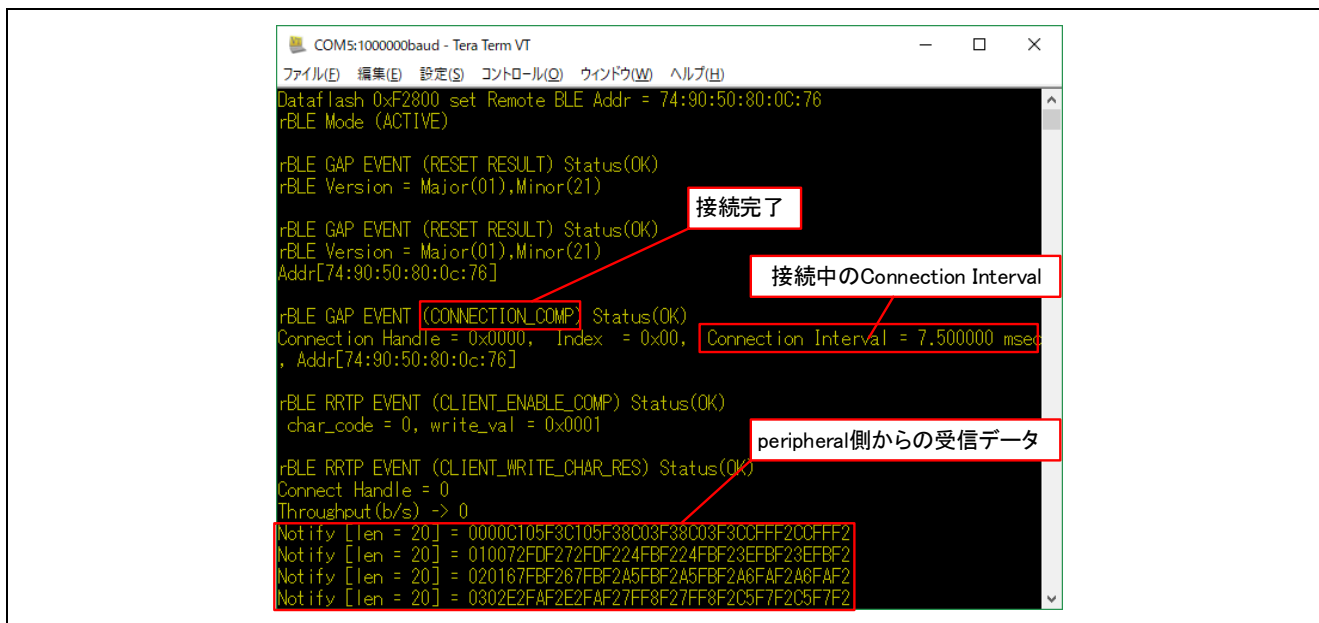 COM5:1000000baud - Tera Term VT
ファイル(F) 編集(E) 設定(S) コントロール(O) ウィンドウ(W) ヘルプ(H)
Dataflash 0xF2800 set Remote BLE Addr = 74:90:50:80:0C:76
rBLE Mode (ACTIVE)
rBLE GAP EVENT (RESET RESULT) Status(OK)
rBLE Version = Major(01),Minor(21)
接続完了
rBLE GAP EVENT (RESET RESULT) Status(OK)
rBLE Version = Major(01),Minor(21)
Addr[74:90:50:80:0c:76]
接続中のConnection Interval
rBLE GAP EVENT (CONNECTION_COMP) Status(OK)
Connection Handle = 0x0000, Index = 0x00, Connection Interval = 7.500000 msec
, Addr[74:90:50:80:0c:76]
rBLE RRTP EVENT (CLIENT_ENABLE_COMP) Status(OK)
char_code = 0, write_val = 0x0001
peripheral側からの受信データ
rBLE RRTP EVENT (CLIENT_WRITE_CHAR_RES) Status(OK)
Connect Handle = 0
Throughput(b/s) -> 0
Notify [len = 20] = 0000C105F3C105F38C03F38C03F3CCFFF2CCFFF2
Notify [len = 20] = 010072FDF272FDF224FBF224FBF23EFBF23EFBF2
Notify [len = 20] = 020167FBF267FBF2A5FBF2A5FBF2A6FAF2A6FAF2
Notify [len = 20] = 0302E2FAF2E2FAF27FF8F27FF8F2C5F7F2C5F7F2